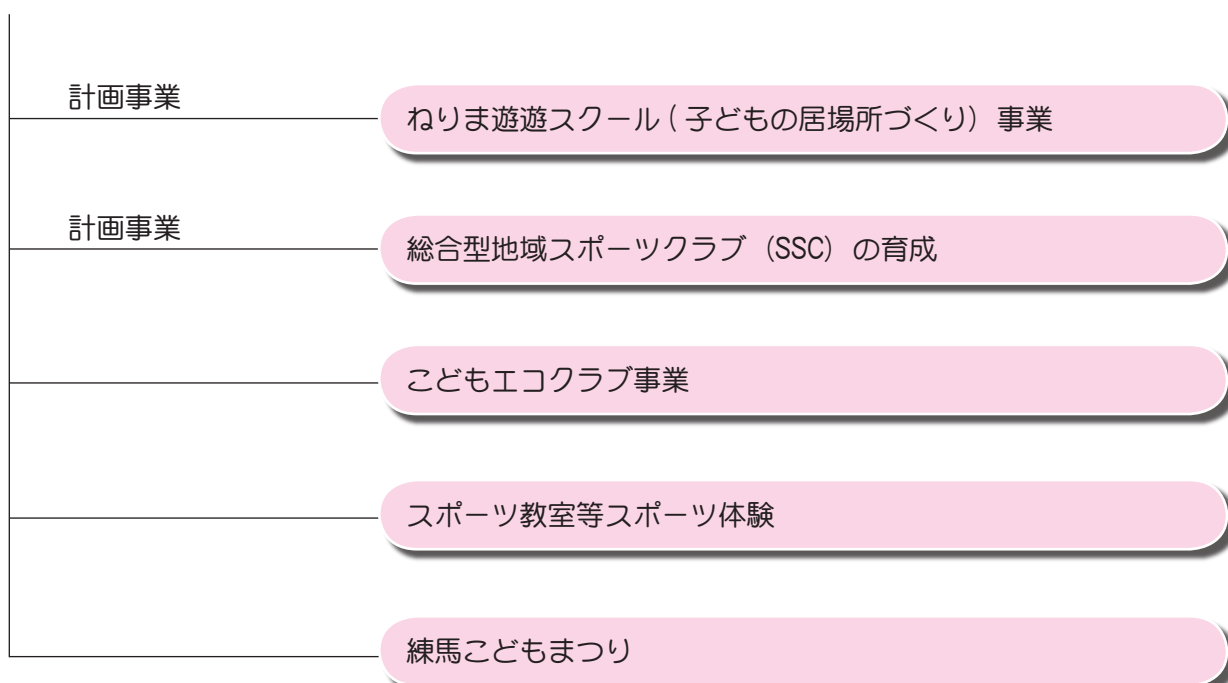 計画事業
ねりま遊遊スクール(子どもの居場所づくり）事業
計画事業
総合型地域スポーツクラブ（SSC）の育成
こどもエコクラブ事業
スポーツ教室等スポーツ体験
練馬こどもまつり